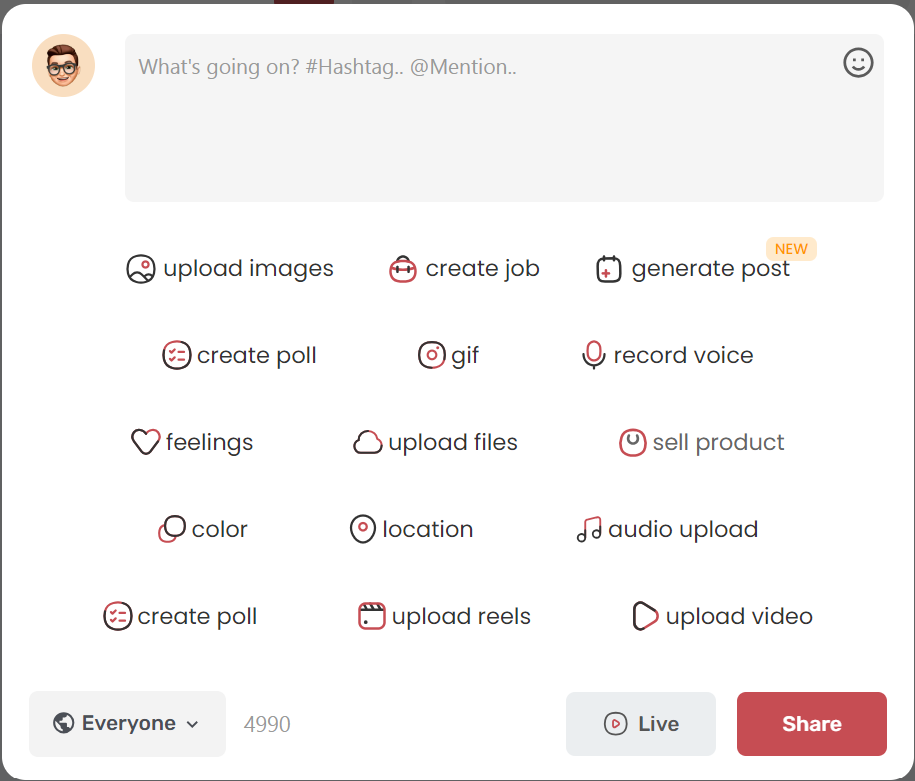 What's going on? #Hashtag.. @Mention..
NEW
upload images create job generate post
create poll gif record voice
feelings upload files sell product
color location audio upload
create poll upload reels upload video
Everyone 4990 Live Share